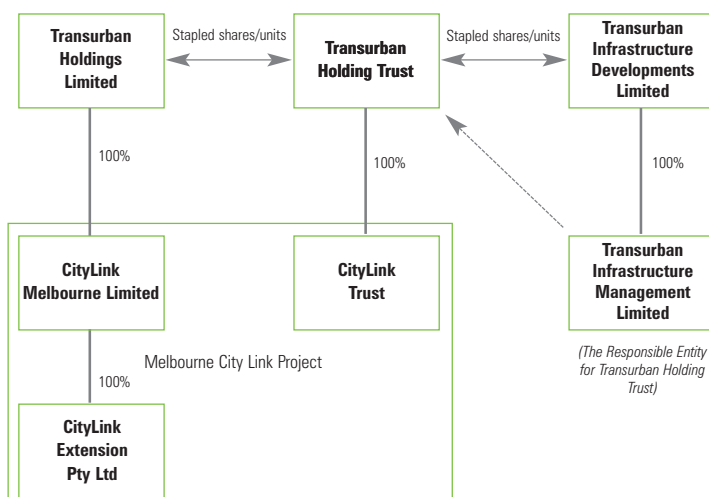 Transurban
Holdings
Limited
Stapled shares/units
Transurban
Holding Trust
Stapled shares/units
Transurban
Infrastructure
Developments
Limited
100%
100%
100%
CityLink
Melbourne Limited
CityLink
Trust
Transurban
Infrastructure
Management
Limited
(The Responsible Entity
for Transurban Holding
Trust)
Melbourne City Link Project
100%
CityLink
Extension
Pty Ltd